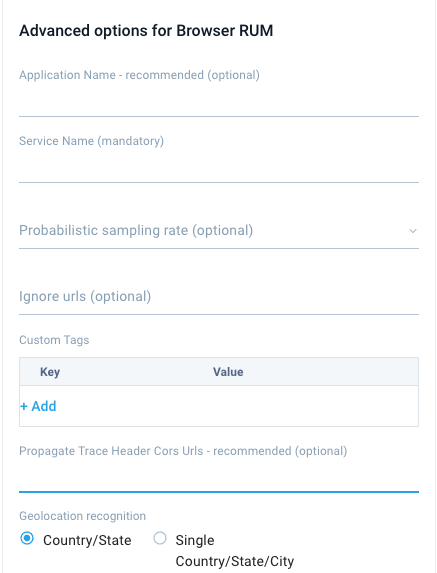 Advanced options for Browser RUM
Application Name - recommended (optional)
Service Name (mandatory)
Probabilistic sampling rate (optional)
Ignore urls (optional)
Custom Tags
Key Value
+ Add
Propagate Trace Header Cors Urls - recommended (optional)
Geolocation recognition
Country/State Single
Country/State/City